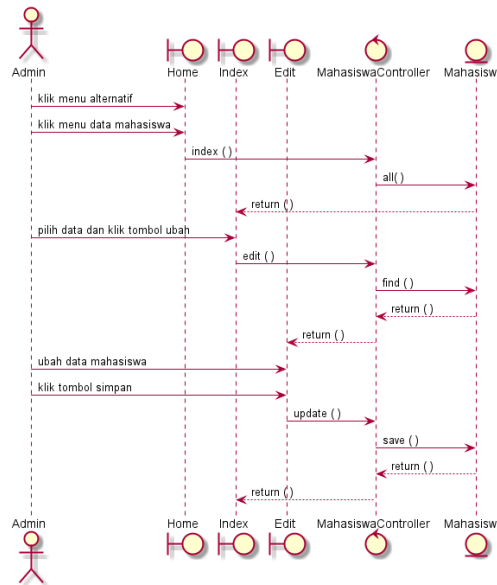 Admin Home Index Edit MahasiswaController Mahasisw
klik menu alternatif
klik menu data mahasiswa
index ( )
all( )
return ( )
pilih data dan klik tombol ubah
edit ( )
find ( )
return ( )
return ( )
ubah data mahasiswa
klik tombol simpan
update ( )
save ( )
return ( )
return ( )
Admin Home Index Edit MahasiswaController Mahasisw